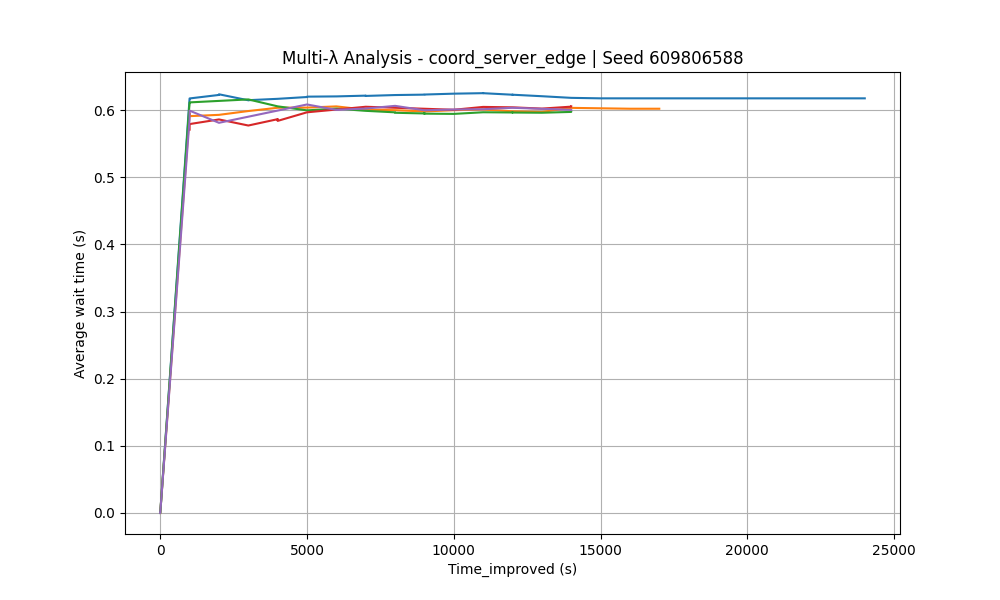 Multi-λ Analysis - coord_server_edge | Seed 609806588
Average wait time (s)
0.6
0.5
0.4
0.3
0.2
0.1
0.0
0 5000 10000 15000 20000 25000
Time_improved (s)